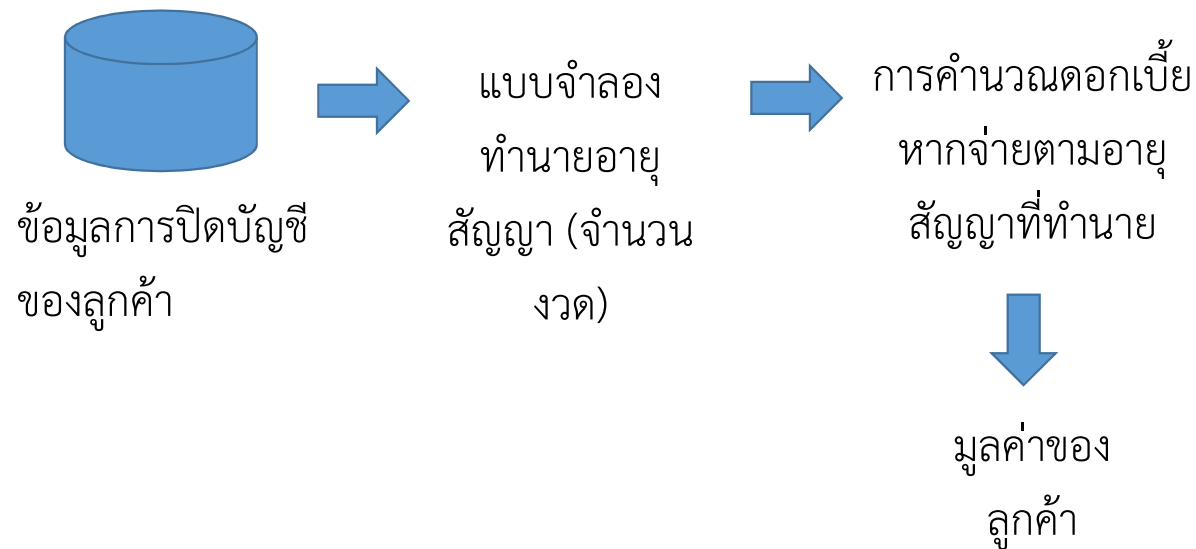 ข้อมูลการปิดบัญชี
ของลูกค้า
แบบจำลอง
ทำนายอายุ
สัญญา (จำนวน
งวด)
การคำนวณดอกเบี้ย
หากจ่ายตามอายุ
สัญญาที่ทำนาย
มูลค่าของ
ลูกค้า